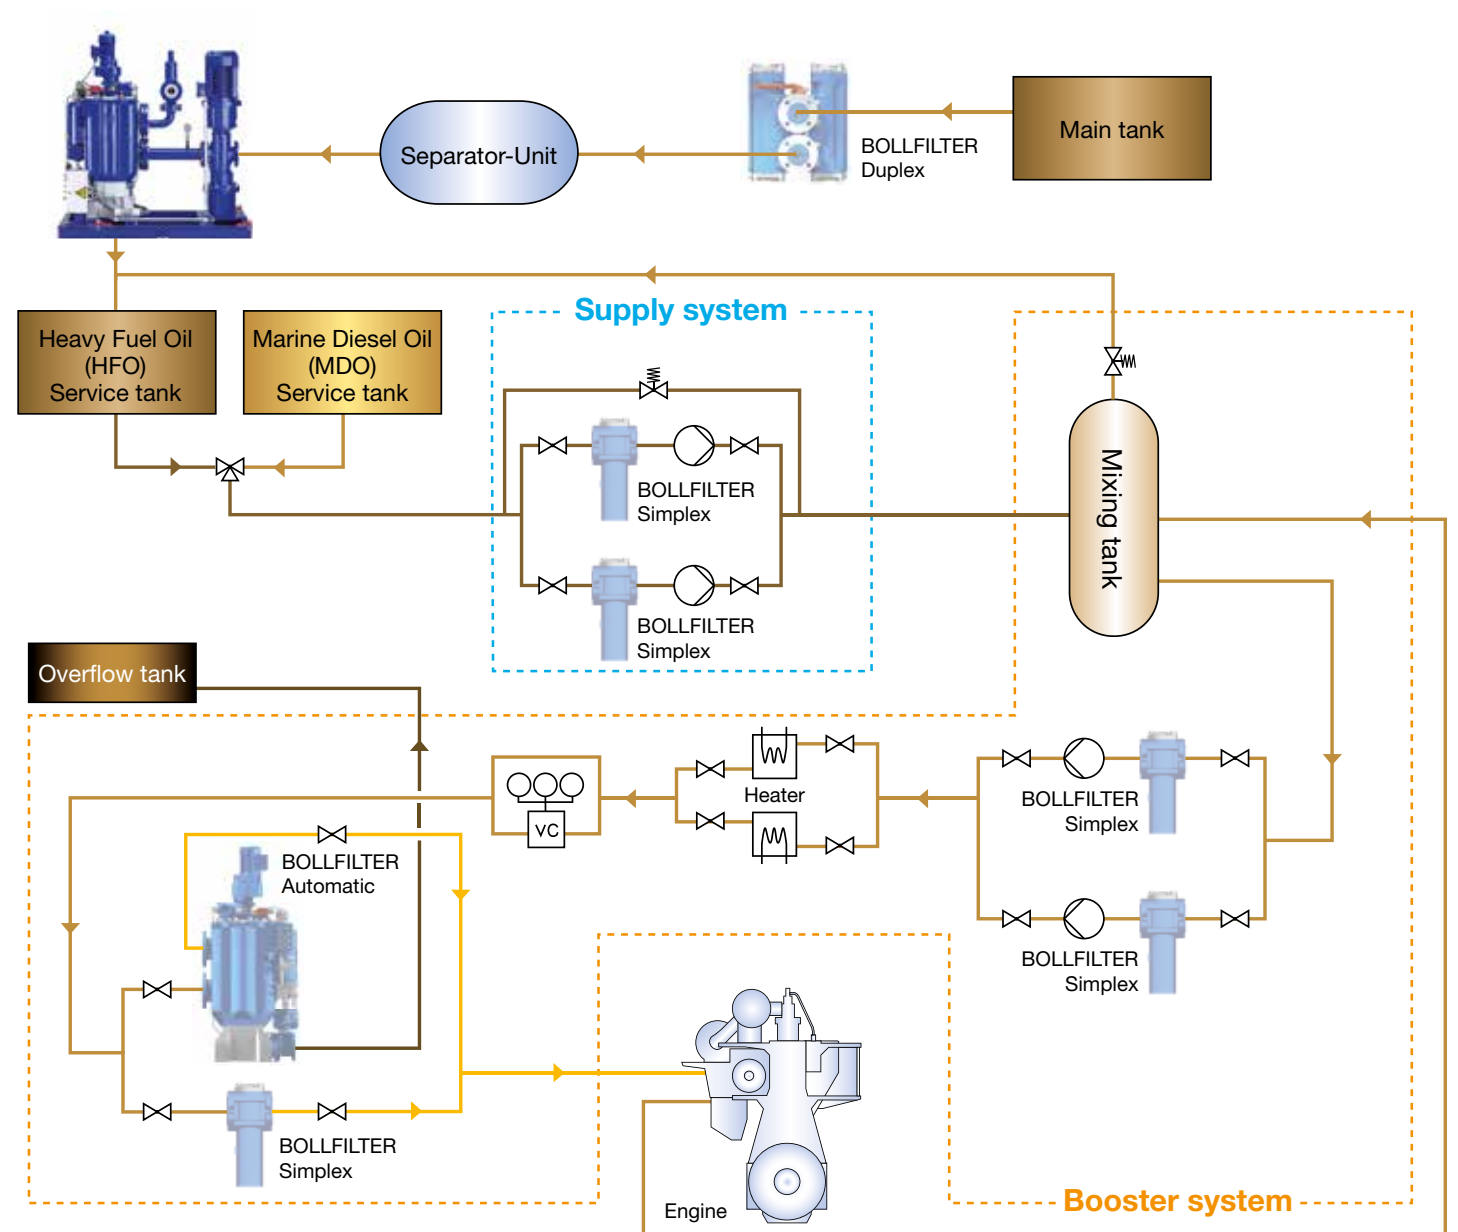 Separator-Unit
BOLLFILTER
Duplex
Main tank
Supply system
Heavy Fuel Oil
(HFO)
Service tank
Marine Diesel Oil
(MDO)
Service tank
BOLLFILTER
Simplex
BOLLFILTER
Simplex
Mixing tank
Overflow tank
VC
Heater
BOLLFILTER
Simplex
BOLLFILTER
Simplex
BOLLFILTER
Automatic
BOLLFILTER
Simplex
Engine
Booster system